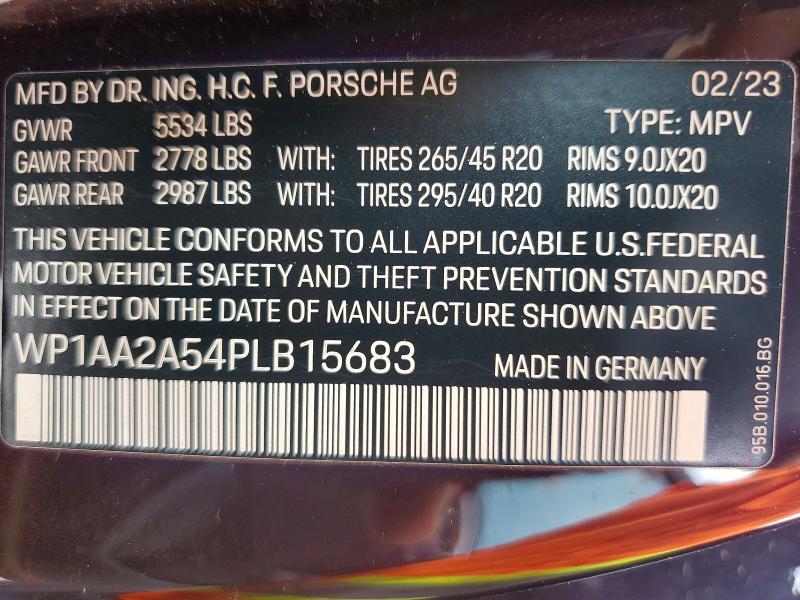 MFD BY DR. ING. H.C. F. PORSCHE AG 02/23
GVWR 5534 LBS TYPE: MPV
GAWR FRONT 2778 LBS WITH: TIRES 265/45 R20 RIMS 9.0JX20
GAWR REAR 2987 LBS WITH: TIRES 295/40 R20 RIMS 10.0JX20
THIS VEHICLE CONFORMS TO ALL APPLICABLE U.S.FEDERAL
MOTOR VEHICLE SAFETY AND THEFT PREVENTION STANDARDS
IN EFFECT ON THE DATE OF MANUFACTURE SHOWN ABOVE
WP1AA2A54PLB15683 MADE IN GERMANY
95B.010.016.BG